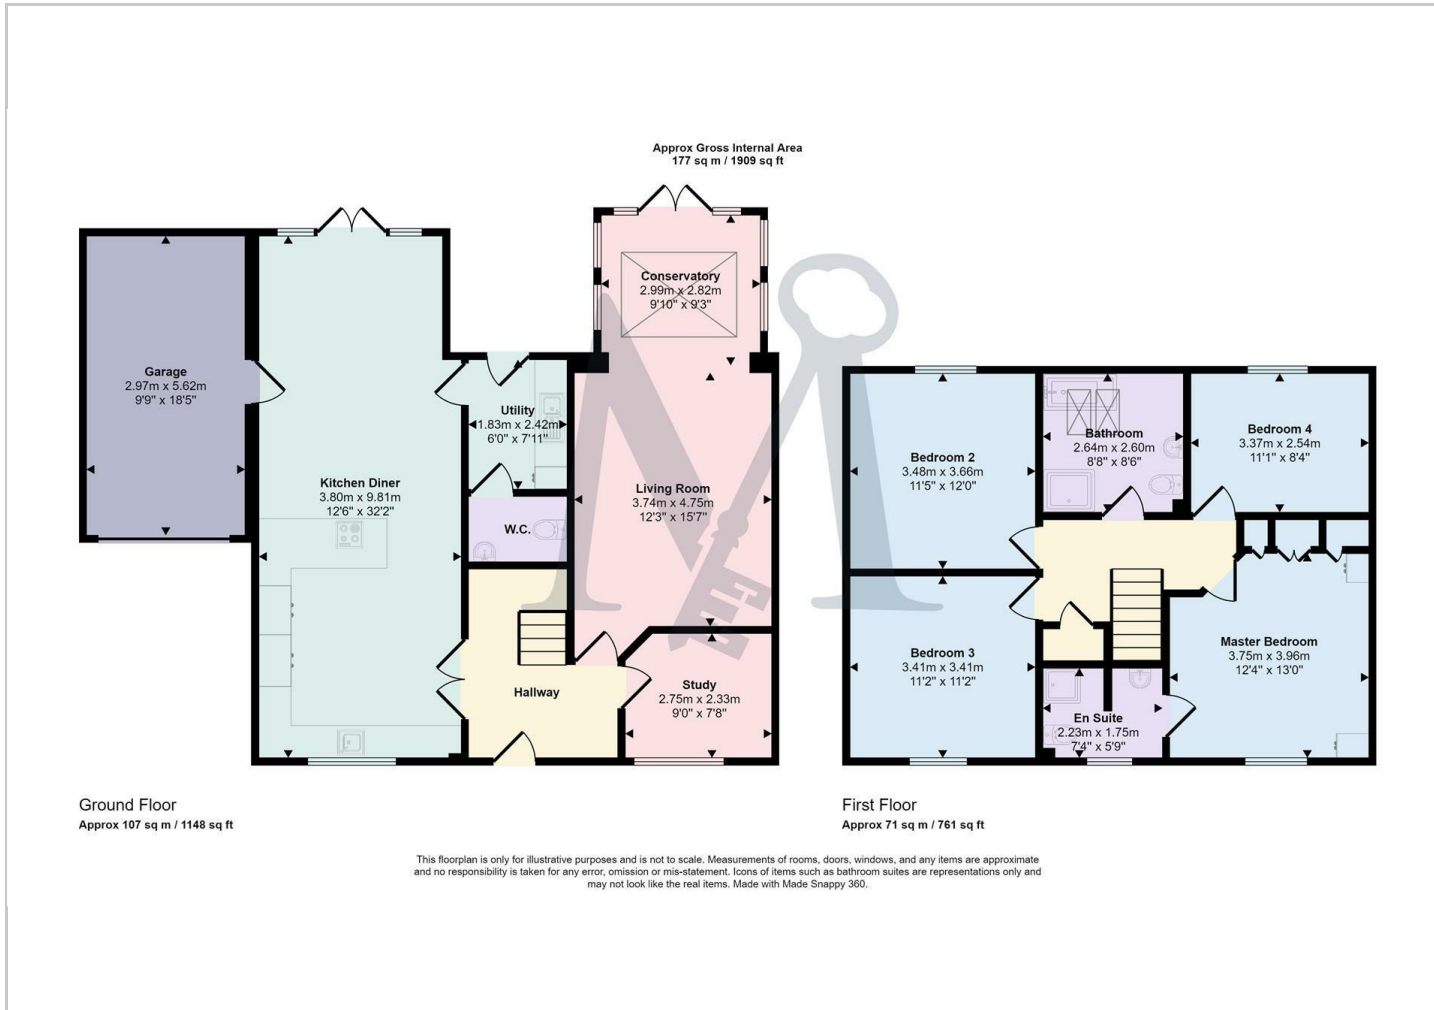 Approx Gross Internal Area
177 sq m / 1909 sq ft
Conservatory
2.99m x 2.82m
9'10" x 9'3"
Garage
2.97m x 5.62m
9'9" x 18'5"
Utility
1.83m x 2.42m
6'0" x 7'11"
Kitchen Diner
3.80m x 9.81m
12'6" x 32'2"
Living Room
3.74m x 4.75m
12'3" x 15'7"
W.C.
Hallway
Study
2.75m x 2.33m
9'0" x 7'8"
Ground Floor
Approx 107 sq m / 1148 sq ft
Bedroom 2
3.48m x 3.66m
11'5" x 12'0"
Bathroom
2.64m x 2.60m
8'8" x 8'6"
Bedroom 4
3.37m x 2.54m
11'1" x 8'4"
Bedroom 3
3.41m x 3.41m
11'2" x 11'2"
Master Bedroom
3.75m x 3.96m
12'4" x 13'0"
En Suite
2.23m x 1.75m
7'4" x 5'9"
First Floor
Approx 71 sq m / 761 sq ft
This floorplan is only for illustrative purposes and is not to scale. Measurements of rooms, doors, windows, and any items are approximate
and no responsibility is taken for any error, omission or mis-statement. Icons of items such as bathroom suites are representations only and
may not look like the real items. Made with Made Snappy 360.